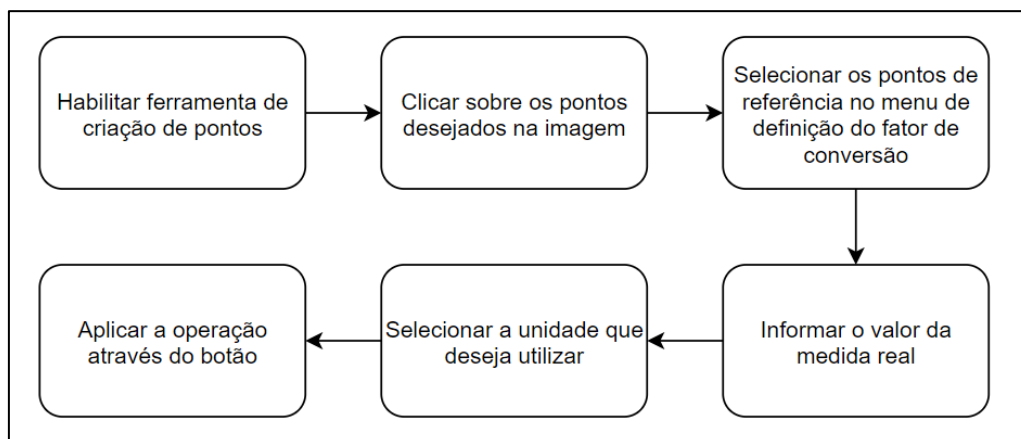 Habilitar ferramenta de
criação de pontos
Clicar sobre os pontos
desejados na imagem
Selecionar os pontos de
referência no menu de
definição do fator de
conversão
Informar o valor da
medida real
Selecionar a unidade que
deseja utilizar
Aplicar a operação
através do botão